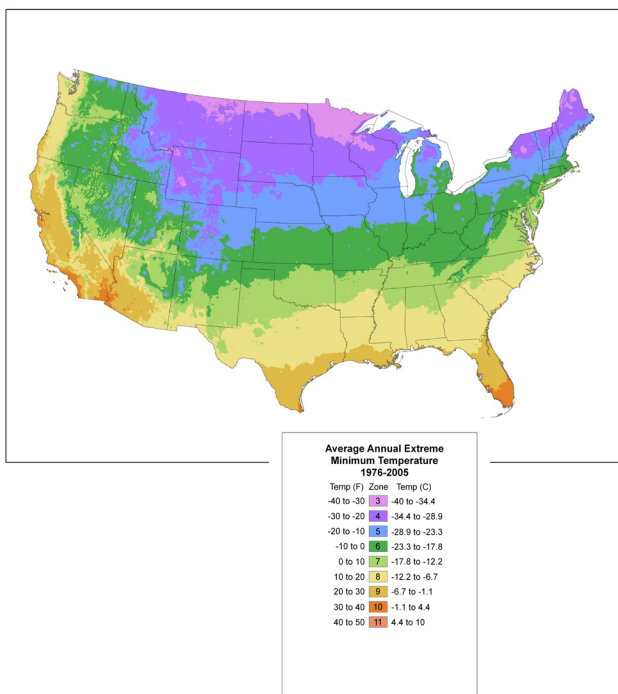 Average Annual Extreme
Minimum Temperature
1976-2005
Temp (F) Zone Temp (C)
-40 to -30 3 -40 to -34.4
-30 to -20 4 -34.4 to -28.9
-20 to -10 5 -28.9 to -23.3
-10 to 0 6 -23.3 to -17.8
0 to 10 7 -17.8 to -12.2
10 to 20 8 -12.2 to -6.7
20 to 30 9 -6.7 to -1.1
30 to 40 10 -1.1 to 4.4
40 to 50 11 4.4 to 10